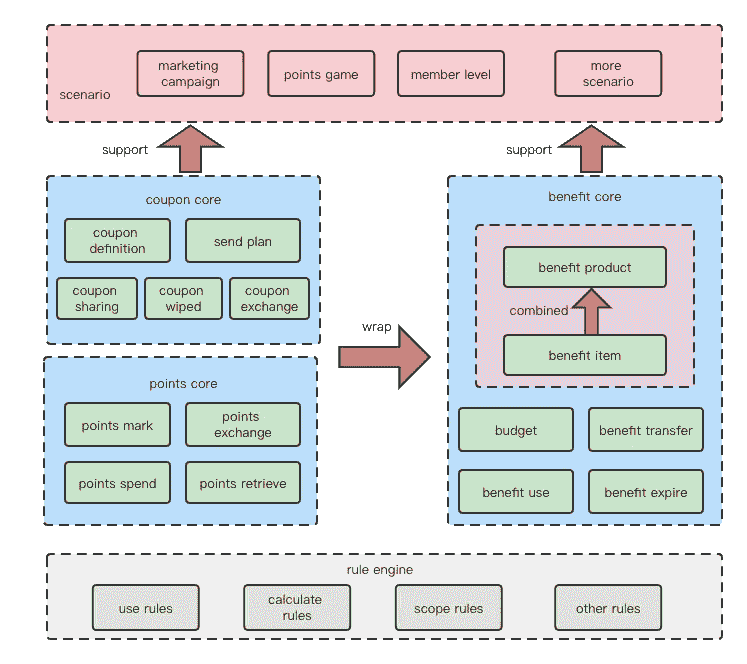 marketing
campaign
points game
member level
more
scenario
scenario
support
support
coupon core
coupon
definition
send plan
coupon
sharing
coupon
wiped
coupon
exchange
points core
points mark
points
exchange
points spend
points retrieve
wrap
benefit core
benefit product
combined
benefit item
budget
benefit transfer
benefit use
benefit expire
rule engine
use rules
calculate
rules
scope rules
other rules